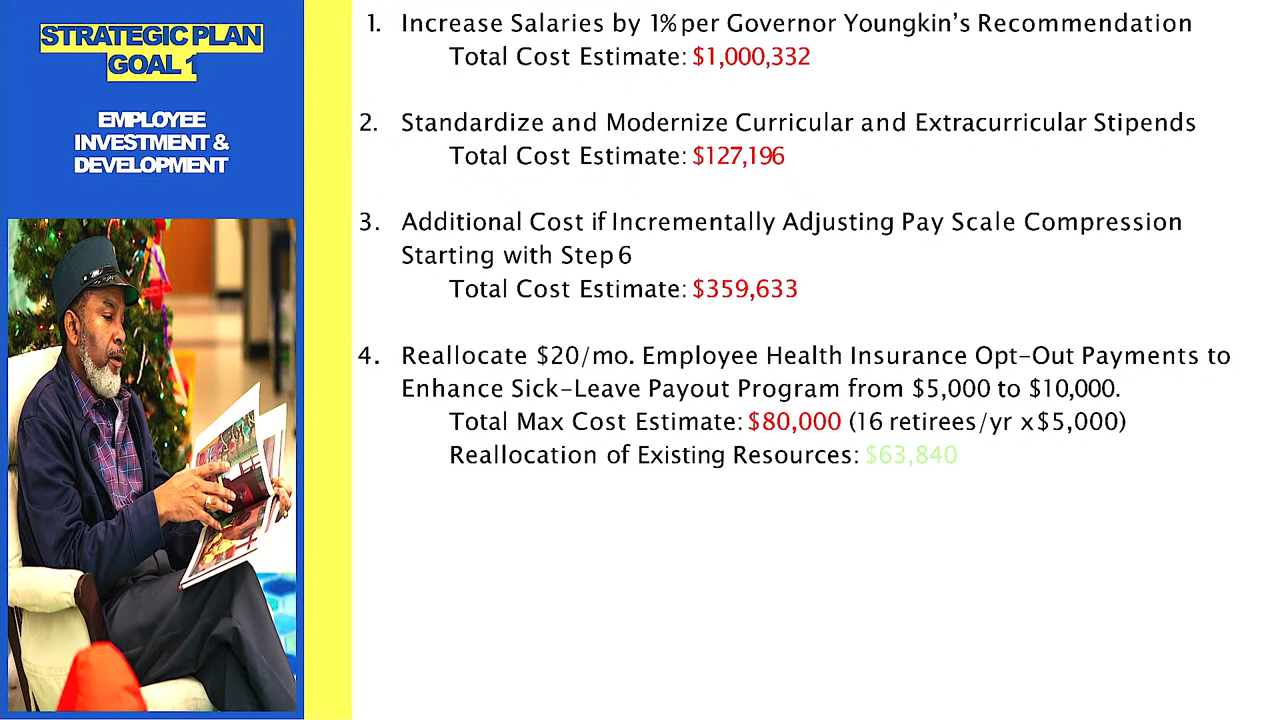 STRATEGIC PLAN
GOAL 1
EMPLOYEE
INVESTMENT &
DEVELOPMENT
1. Increase Salaries by 1% per Governor Youngkin's Recommendation
Total Cost Estimate: $1,000,332
2. Standardize and Modernize Curricular and Extracurricular Stipends
Total Cost Estimate: $127,196
3. Additional Cost if Incrementally Adjusting Pay Scale Compression
Starting with Step 6
Total Cost Estimate: $359,633
4. Reallocate $20/mo. Employee Health Insurance Opt-Out Payments to
Enhance Sick-Leave Payout Program from $5,000 to $10,000.
Total Max Cost Estimate: $80,000 (16 retirees/yr x $5,000)
Reallocation of Existing Resources: $63,840